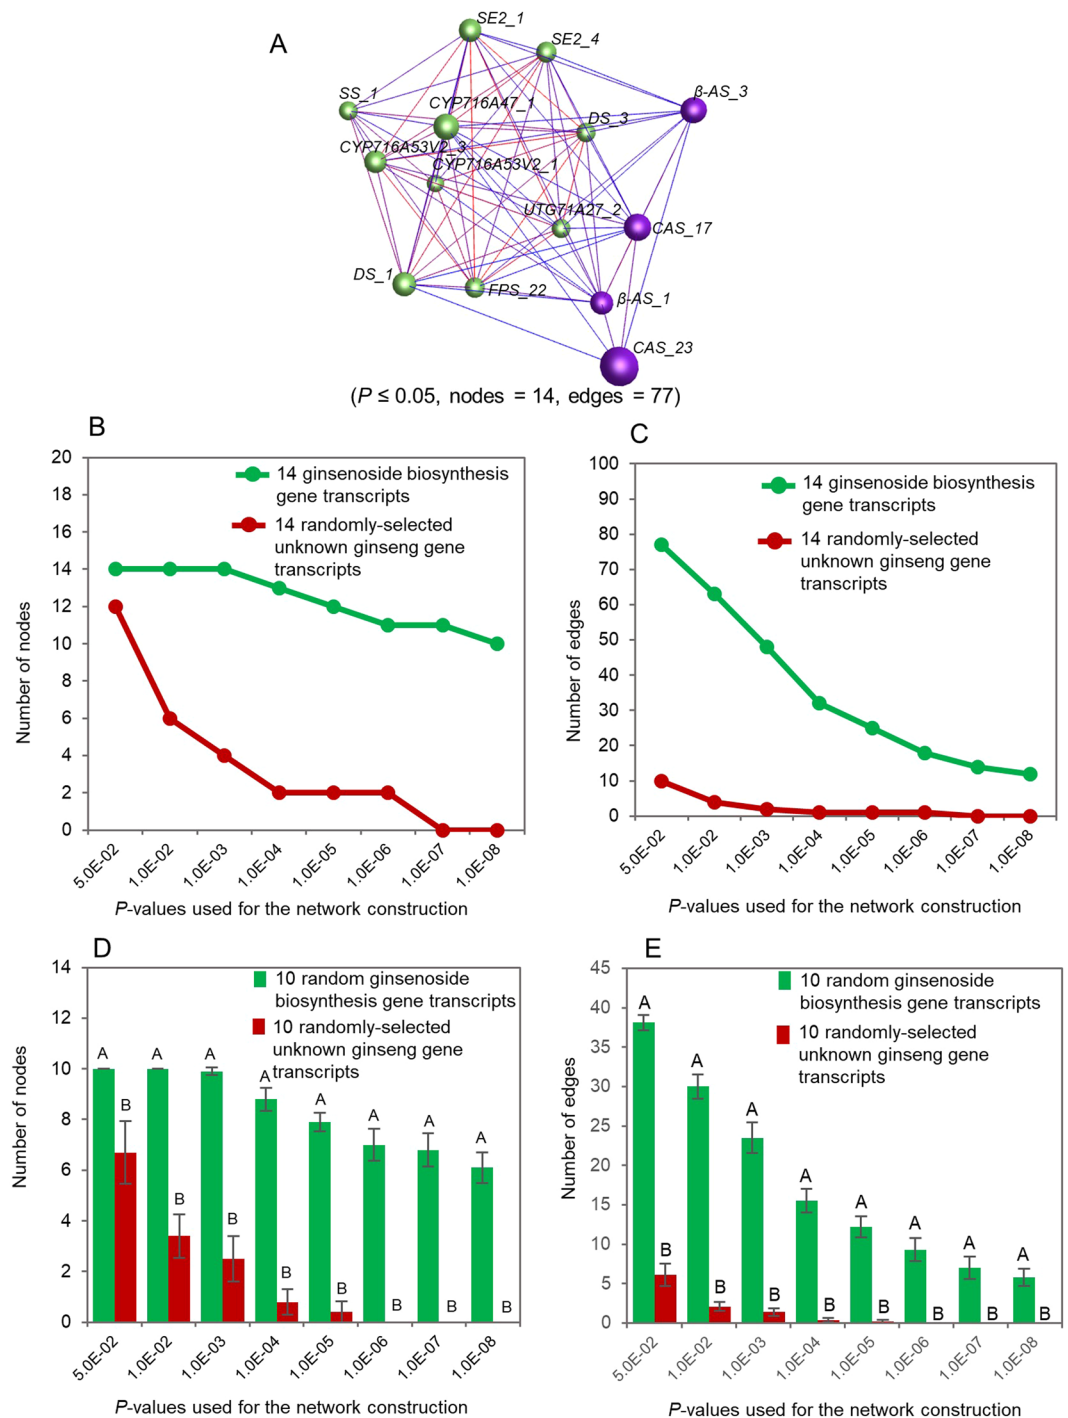 A
SE2_1
SE2_4
β-AS_3
SS_1
CYP716A47_1
DS_3
CYP716A53V2_3
CYP716A53V2_1
UTG71A27_2
CAS_17
DS_1
FPS_22
β-AS_1
CAS_23
(P ≤ 0.05, nodes = 14, edges = 77)
B
20
18
16
14
12
10
8
6
4
2
0
Number of nodes
14 ginsenoside biosynthesis
gene transcripts
14 randomly-selected
unknown ginseng gene
transcripts
5.0E-02
1.0E-02
1.0E-03
1.0E-04
1.0E-05
1.0E-06
1.0E-07
1.0E-08
P-values used for the network construction
C
100
90
80
70
60
50
40
30
20
10
0
Number of edges
14 ginsenoside biosynthesis
gene transcripts
14 randomly-selected
unknown ginseng gene
transcripts
5.0E-02
1.0E-02
1.0E-03
1.0E-04
1.0E-05
1.0E-06
1.0E-07
1.0E-08
P-values used for the network construction
D
14
12
10
8
6
4
2
0
Number of nodes
10 random ginsenoside
biosynthesis gene transcripts
10 randomly-selected
unknown ginseng gene
transcripts
A
B
A
B
A
B
A
B
A
B
A
B
A
B
A
B
5.0E-02
1.0E-02
1.0E-03
1.0E-04
1.0E-05
1.0E-06
1.0E-07
1.0E-08
P-values used for the network construction
E
45
40
35
30
25
20
15
10
5
0
Number of edges
10 random ginsenoside
biosynthesis gene transcripts
10 randomly-selected
unknown ginseng gene
transcripts
A
B
A
B
A
B
A
B
A
B
A
B
A
B
A
B
5.0E-02
1.0E-02
1.0E-03
1.0E-04
1.0E-05
1.0E-06
1.0E-07
1.0E-08
P-values used for the network construction